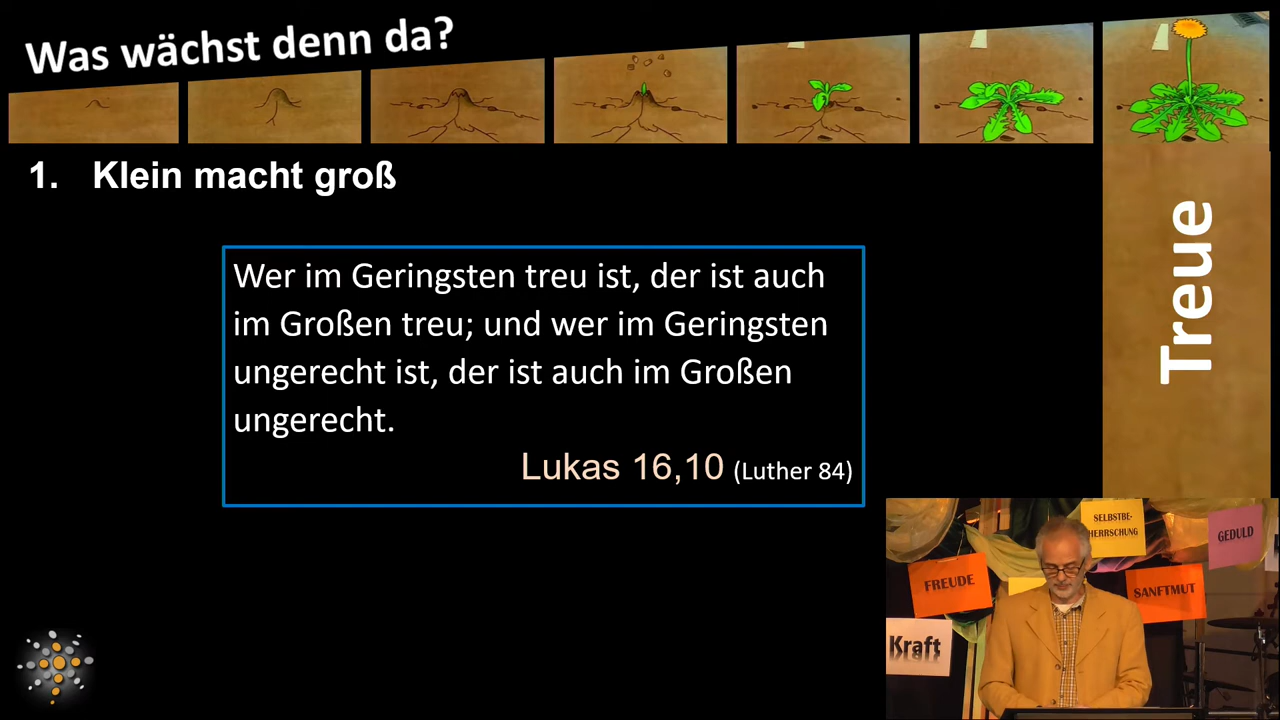 Was wächst denn da?
1. Klein macht groß
Wer im Geringsten treu ist, der ist auch
im Großen treu; und wer im Geringsten
ungerecht ist, der ist auch im Großen
ungerecht.
Lukas 16,10 (Luther 84)
Treue
SELBSTBE-
HERRSCHUNG
GEDULD
FREUDE
SANFTMUT
Kraft